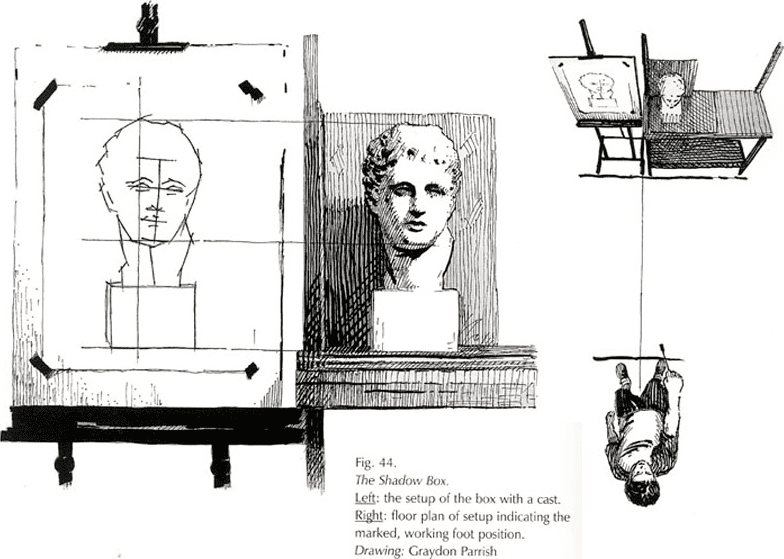 Fig. 44.
The Shadow Box.
Left: the setup of the box with a cast.
Right: floor plan of setup indicating the
marked, working foot position.
Drawing: Graydon Parrish